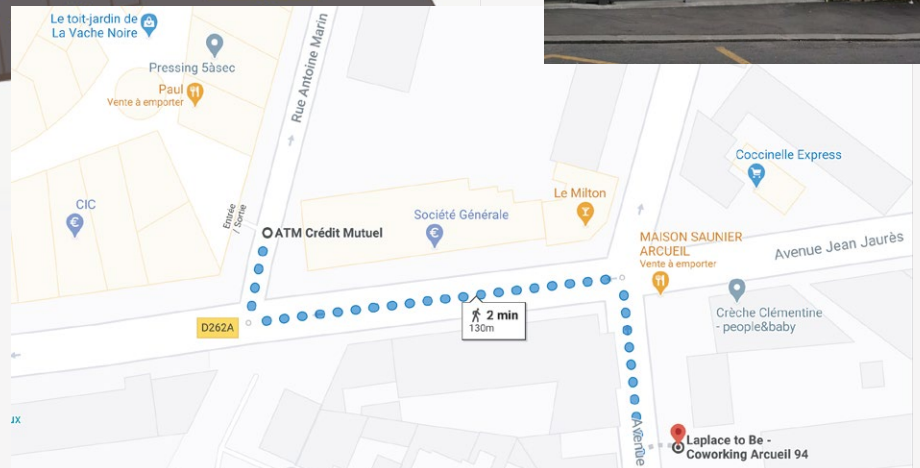 Le toit-jardin de
La Vache Noire
Pressing 5àsec
Paul
Vente à emporter
Rue Antoine Marin
CIC
Entrée
/ Sortie
ATM Crédit Mutuel
Société Générale
Le Milton
Coccinelle Express
MAISON SAUNIER
ARCUEIL
Vente à emporter
Avenue Jean Jaurès
Crèche Clémentine
- people&baby
D262A
2 min
130m
Avenue
Laplace to Be -
Coworking Arcueil 94